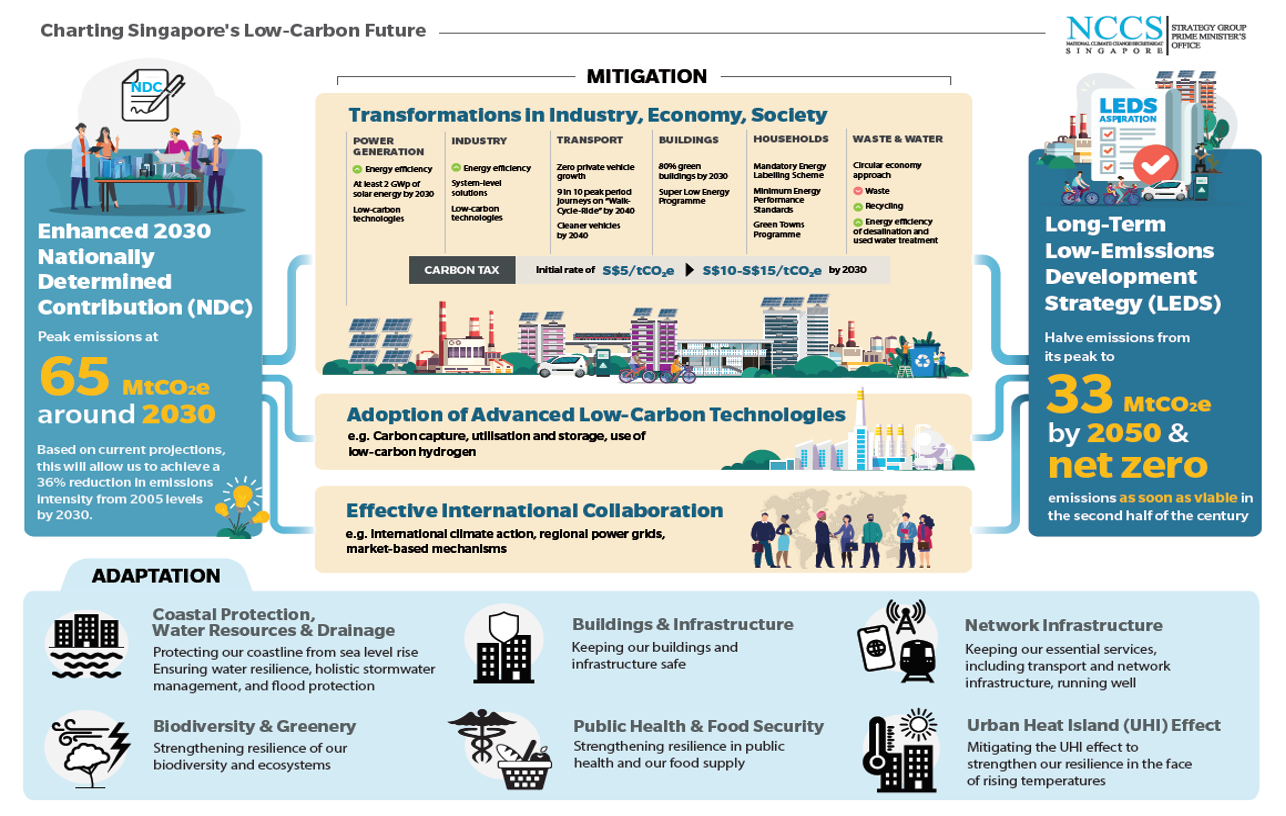 Charting Singapore's Low-Carbon Future
NCCS
NATIONAL CLIMATE CHANGE SECRETARIAT
SINGAPORE
STRATEGY GROUP
PRIME MINISTER'S
OFFICE
NDC
Enhanced 2030
Nationally
Determined
Contribution (NDC)
Peak emissions at
65 MtCO₂e
around 2030
Based on current projections,
this will allow us to achieve a
36% reduction in emissions
intensity from 2005 levels
by 2030.
MITIGATION
Transformations in Industry, Economy, Society
POWER
GENERATION
Energy efficiency
At least 2 GWp of
solar energy by 2030
Low-carbon
technologies
INDUSTRY
Energy efficiency
System-level
solutions
Low-carbon
technologies
TRANSPORT
Zero private vehicle
growth
9 in 10 peak period
journeys on "Walk-
Cycle-Ride" by 2040
Cleaner vehicles
by 2040
BUILDINGS
80% green
buildings by 2030
Super Low Energy
Programme
HOUSEHOLDS
Mandatory Energy
Labelling Scheme
Minimum Energy
Performance
Standards
Green Towns
Programme
WASTE & WATER
Circular economy
approach
Waste
Recycling
Energy efficiency
of desalination and
used water treatment
CARBON TAX
Initial rate of S$5/tCO₂e S$10-S$15/tCO₂e by 2030
Adoption of Advanced Low-Carbon Technologies
e.g. Carbon capture, utilisation and storage, use of
low-carbon hydrogen
Effective International Collaboration
e.g. International climate action, regional power grids,
market-based mechanisms
LEDS
ASPIRATION
Long-Term
Low-Emissions
Development
Strategy (LEDS)
Halve emissions from
its peak to
33 MtCO₂e
by 2050 &
net zero
emissions as soon as viable in
the second half of the century
ADAPTATION
Coastal Protection,
Water Resources & Drainage
Protecting our coastline from sea level rise
Ensuring water resilience, holistic stormwater
management, and flood protection
Buildings & Infrastructure
Keeping our buildings and
infrastructure safe
Network Infrastructure
Keeping our essential services,
including transport and network
infrastructure, running well
Biodiversity & Greenery
Strengthening resilience of our
biodiversity and ecosystems
Public Health & Food Security
Strengthening resilience in public
health and our food supply
Urban Heat Island (UHI) Effect
Mitigating the UHI effect to
strengthen our resilience in the face
of rising temperatures